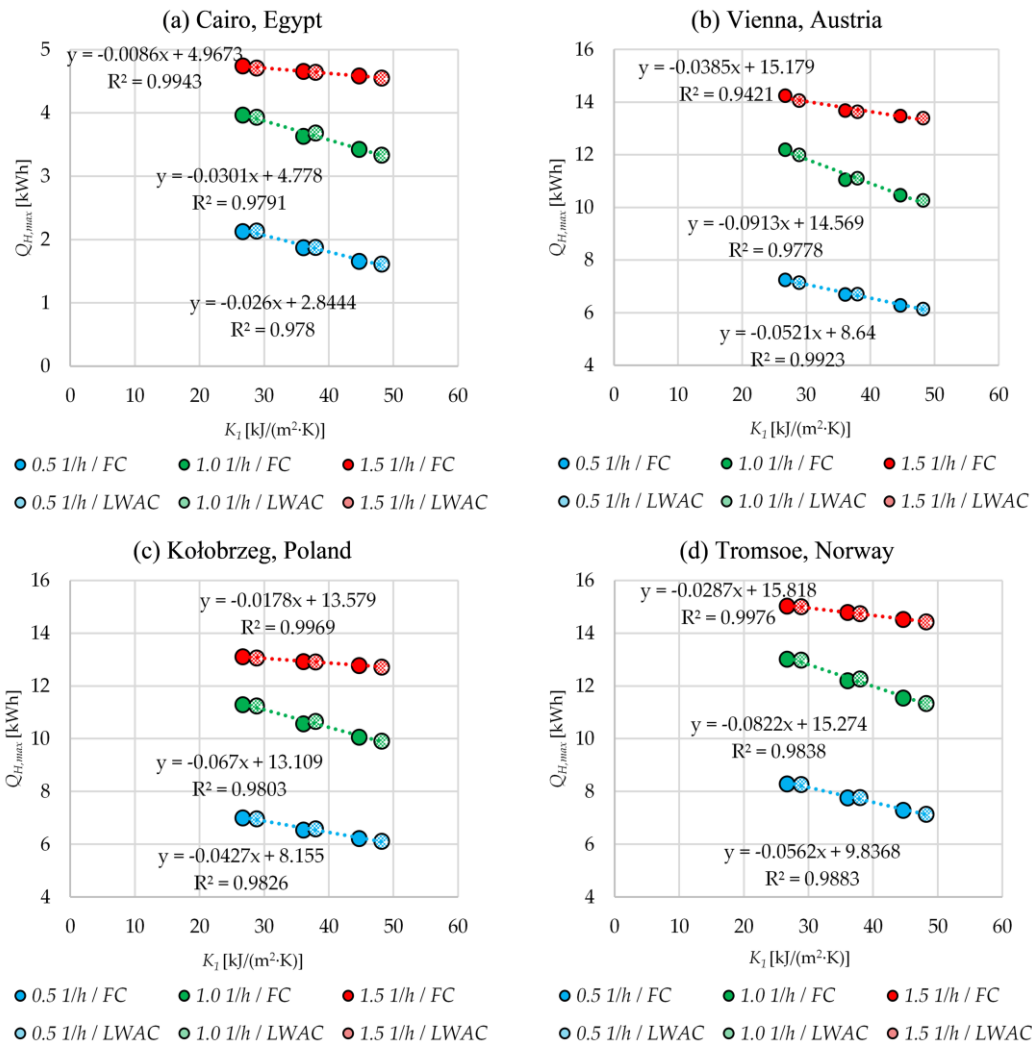 (a) Cairo, Egypt
y = -0.0086x + 4.9673
R² = 0.9943
y = -0.0301x + 4.778
R² = 0.9791
y = -0.026x + 2.8444
R² = 0.978
5
4
3
2
1
0
Q_H,max [kWh]
0 10 20 30 40 50 60
K₁ [kJ/(m²·K)]
0.5 1/h / FC 1.0 1/h / FC 1.5 1/h / FC
0.5 1/h / LWAC 1.0 1/h / LWAC 1.5 1/h / LWAC
(b) Vienna, Austria
y = -0.0385x + 15.179
R² = 0.9421
y = -0.0913x + 14.569
R² = 0.9778
y = -0.0521x + 8.64
R² = 0.9923
16
14
12
10
8
6
4
Q_H,max [kWh]
0 10 20 30 40 50 60
K₁ [kJ/(m²·K)]
0.5 1/h / FC 1.0 1/h / FC 1.5 1/h / FC
0.5 1/h / LWAC 1.0 1/h / LWAC 1.5 1/h / LWAC
(c) Kołobrzeg, Poland
y = -0.0178x + 13.579
R² = 0.9969
y = -0.067x + 13.109
R² = 0.9803
y = -0.0427x + 8.155
R² = 0.9826
16
14
12
10
8
6
4
Q_H,max [kWh]
0 10 20 30 40 50 60
K₁ [kJ/(m²·K)]
0.5 1/h / FC 1.0 1/h / FC 1.5 1/h / FC
0.5 1/h / LWAC 1.0 1/h / LWAC 1.5 1/h / LWAC
(d) Tromsoe, Norway
y = -0.0287x + 15.818
R² = 0.9976
y = -0.0822x + 15.274
R² = 0.9838
y = -0.0562x + 9.8368
R² = 0.9883
16
14
12
10
8
6
4
Q_H,max [kWh]
0 10 20 30 40 50 60
K₁ [kJ/(m²·K)]
0.5 1/h / FC 1.0 1/h / FC 1.5 1/h / FC
0.5 1/h / LWAC 1.0 1/h / LWAC 1.5 1/h / LWAC